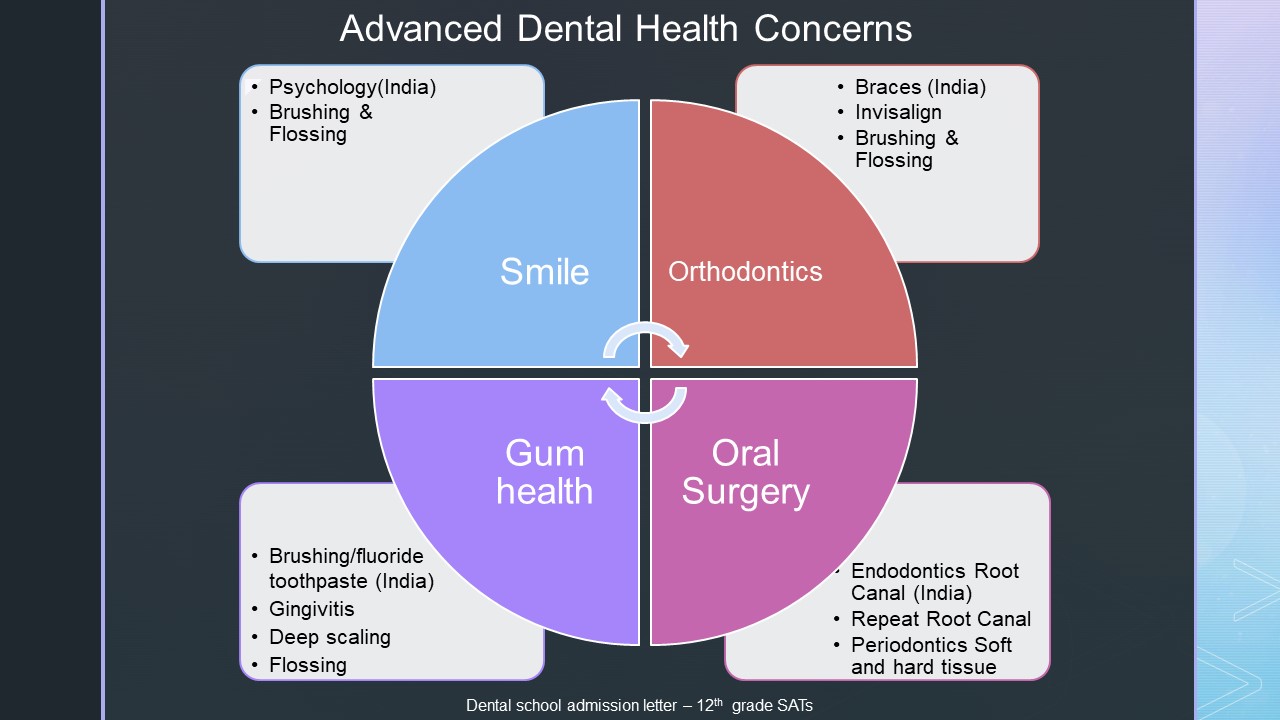 Advanced Dental Health Concerns
• Psychology(India)
• Brushing &
Flossing
• Braces (India)
• Invisalign
• Brushing &
Flossing
Smile
Orthodontics
Gum
health
Oral
Surgery
• Brushing/fluoride
toothpaste (India)
• Gingivitis
• Deep scaling
• Flossing
• Endodontics Root
Canal (India)
• Repeat Root Canal
• Periodontics Soft
and hard tissue
Dental school admission letter – 12th grade SATs